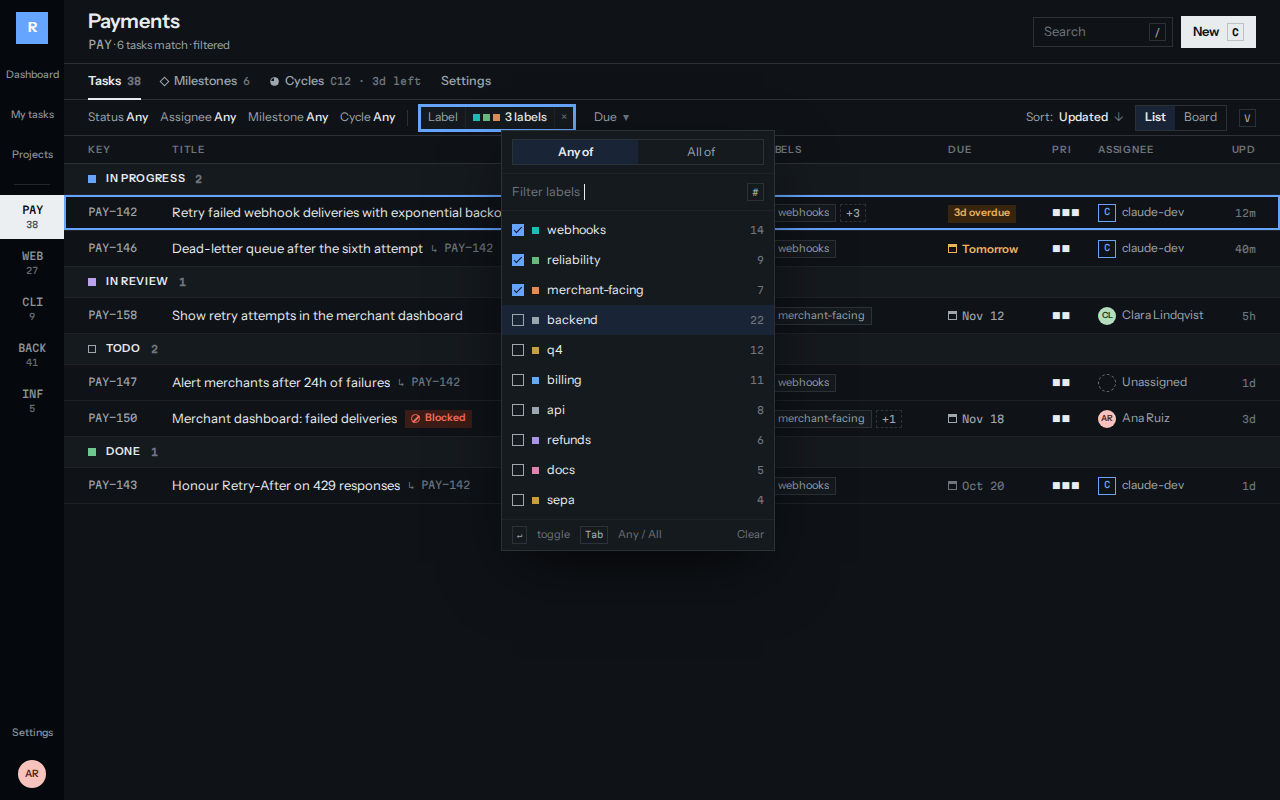 R
Dashboard
My tasks
Projects
PAY
38
WEB
27
CLI
9
BACK
41
INF
5
Settings
AR
Payments
PAY · 6 tasks match · filtered
Search /
New C
Tasks 38 Milestones 6 Cycles C12 · 3d left Settings
Status Any Assignee Any Milestone Any Cycle Any Label 3 labels × Due ▾ Sort: Updated ↓ List Board V
KEY TITLE BELS DUE PRI ASSIGNEE UPD
IN PROGRESS 2
PAY-142 Retry failed webhook deliveries with exponential backo webhooks +3 3d overdue C claude-dev 12m
PAY-146 Dead-letter queue after the sixth attempt ↳ PAY-142 webhooks Tomorrow C claude-dev 40m
IN REVIEW 1
PAY-158 Show retry attempts in the merchant dashboard merchant-facing Nov 12 CL Clara Lindqvist 5h
TODO 2
PAY-147 Alert merchants after 24h of failures ↳ PAY-142 webhooks Unassigned 1d
PAY-150 Merchant dashboard: failed deliveries Blocked merchant-facing +1 Nov 18 AR Ana Ruiz 3d
DONE 1
PAY-143 Honour Retry-After on 429 responses ↳ PAY-142 webhooks Oct 20 C claude-dev 1d
Any of All of
Filter labels #
webhooks 14
reliability 9
merchant-facing 7
backend 22
q4 12
billing 11
api 8
refunds 6
docs 5
sepa 4
↵ toggle Tab Any / All Clear